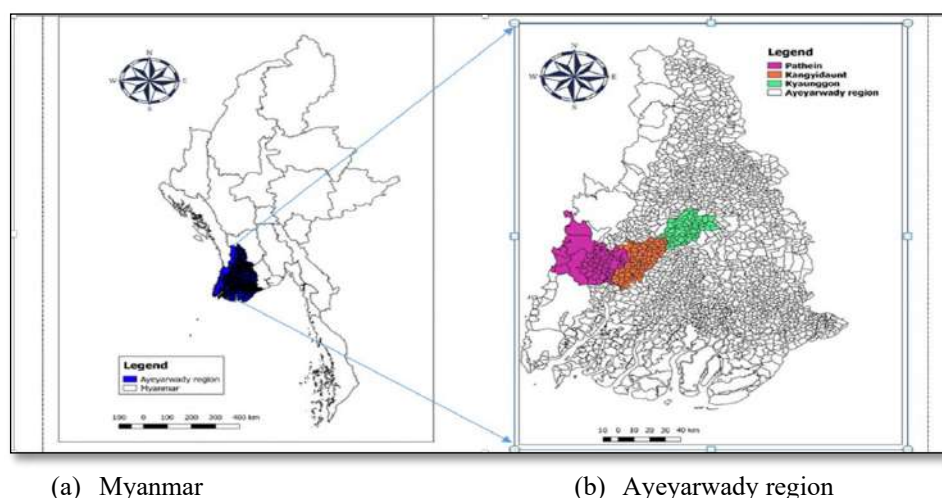 N
W E
S
Legend
Ayeyarwady region
Myanmar
100 0 100 200 300 400 km
N
W E
S
Legend
Pathein
Kangyidaunt
Kyaunggon
Ayeyarwady region
10 0 10 20 30 40 km
(a) Myanmar
(b) Ayeyarwady region